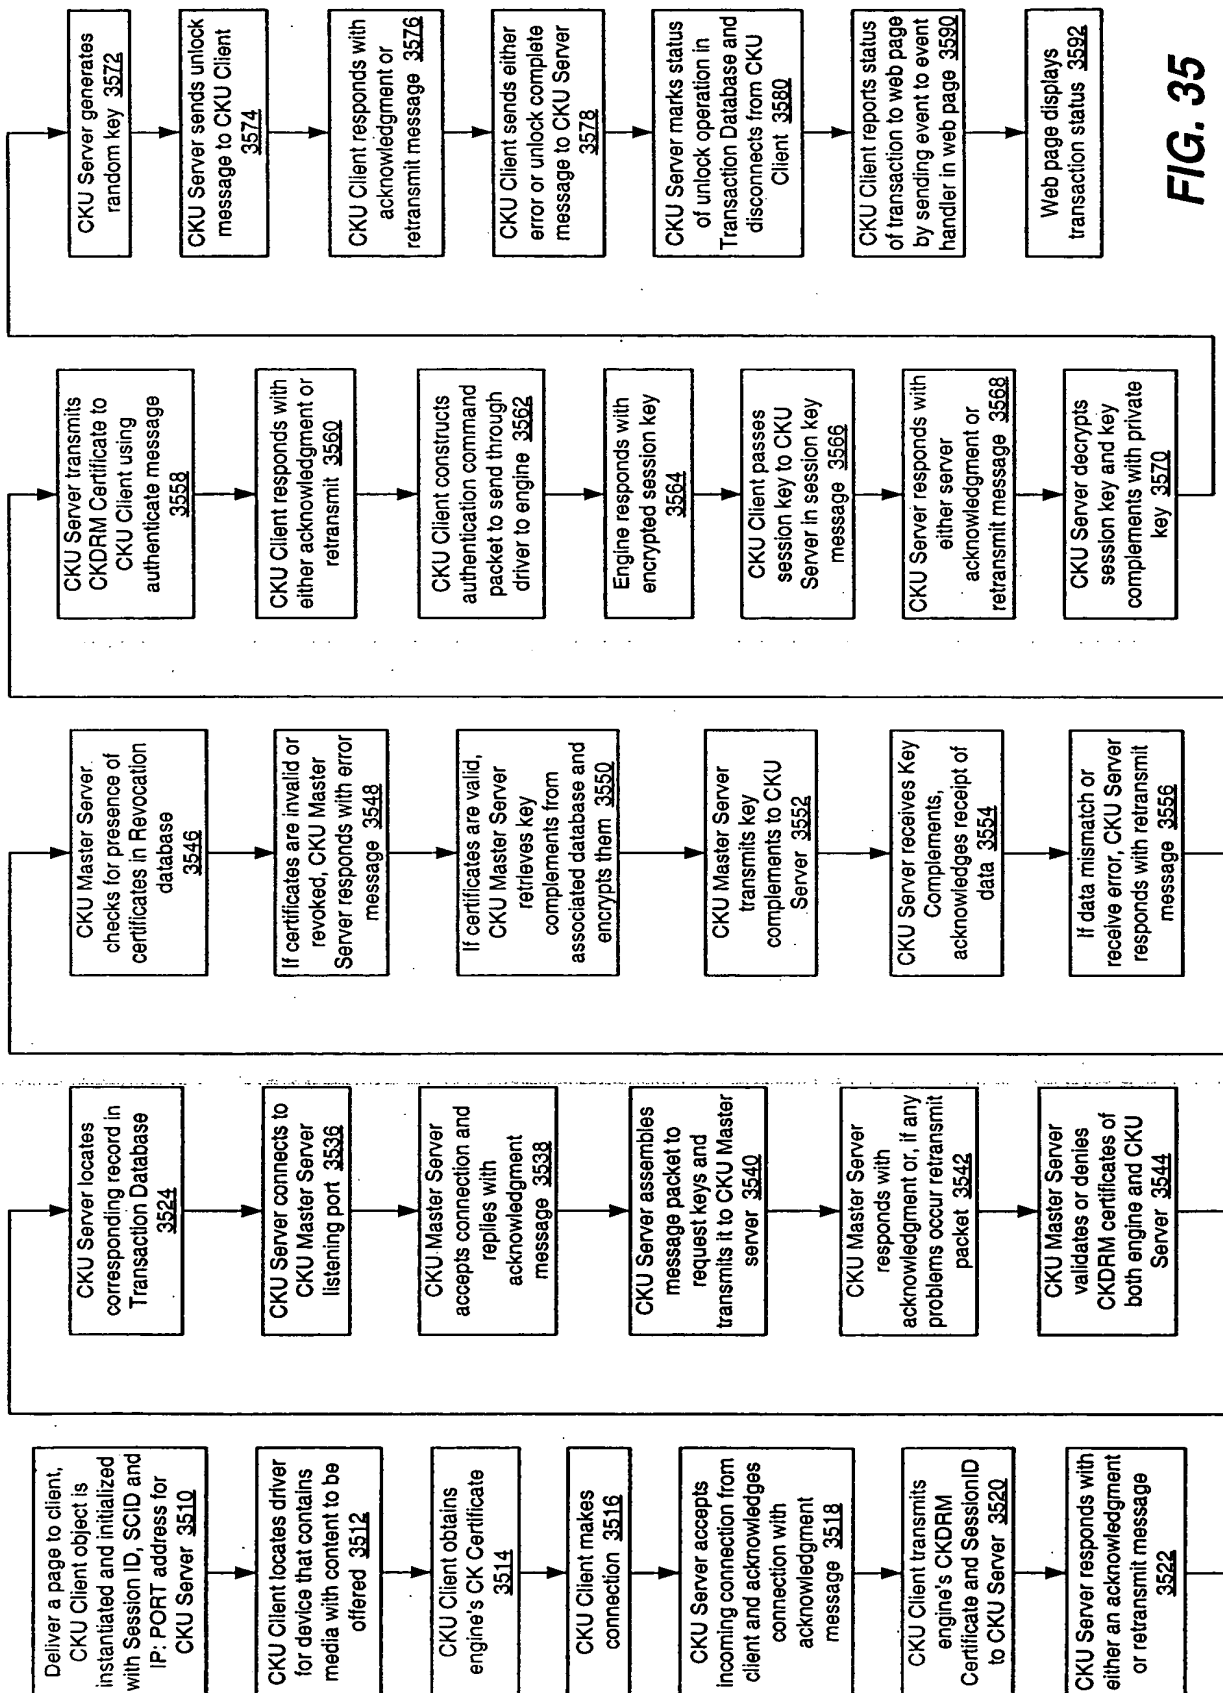 Deliver a page to client,
CKU Client object is
instantiated and initialized
with Session ID, SCID and
IP: PORT address for
CKU Server 3510
CKU Client locates driver
for device that contains
media with content to be
offered 3512
CKU Client obtains
engine's CK Certificate
3514
CKU Client makes
connection 3516
CKU Server accepts
incoming connection from
client and acknowledges
connection with
acknowledgment
message 3518
CKU Client transmits
engine's CKDRM
Certificate and SessionID
to CKU Server 3520
CKU Server responds with
either an acknowledgment
or retransmit message
3522
CKU Server locates
corresponding record in
Transaction Database
3524
CKU Server connects to
CKU Master Server
listening port 3536
CKU Master Server
accepts connection and
replies with
acknowledgment
message 3538
CKU Server assembles
message packet to
request keys and
transmits it to CKU Master
server 3540
CKU Master Server
responds with
acknowledgment or, if any
problems occur retransmit
packet 3542
CKU Master Server
validates or denies
CKDRM certificates of
both engine and CKU
Server 3544
CKU Master Server
checks for presence of
certificates in Revocation
database
3546
If certificates are invalid or
revoked, CKU Master
Server responds with error
message 3548
If certificates are valid,
CKU Master Server
retrieves key
complements from
associated database and
encrypts them 3550
CKU Master Server
transmits key
complements to CKU
Server 3552
CKU Server receives Key
Complements,
acknowledges receipt of
data 3554
If data mismatch or
receive error, CKU Server
responds with retransmit
message 3556
CKU Server transmits
CKDRM Certificate to
CKU Client using
authenticate message
3558
CKU Client responds with
either acknowledgment or
retransmit 3560
CKU Client constructs
authentication command
packet to send through
driver to engine 3562
Engine responds with
encrypted session key
3564
CKU Client passes
session key to CKU
Server in session key
message 3566
CKU Server responds with
either server
acknowledgment or
retransmit message 3568
CKU Server decrypts
session key and key
complements with private
key 3570
CKU Server generates
random key 3572
CKU Server sends unlock
message to CKU Client
3574
CKU Client responds with
acknowledgment or
retransmit message 3576
CKU Client sends either
error or unlock complete
message to CKU Server
3578
CKU Server marks status
of unlock operation in
Transaction Database and
disconnects from CKU
Client 3580
CKU Client reports status
of transaction to web page
by sending event to event
handler in web page 3590
Web page displays
transaction status 3592
FIG. 35